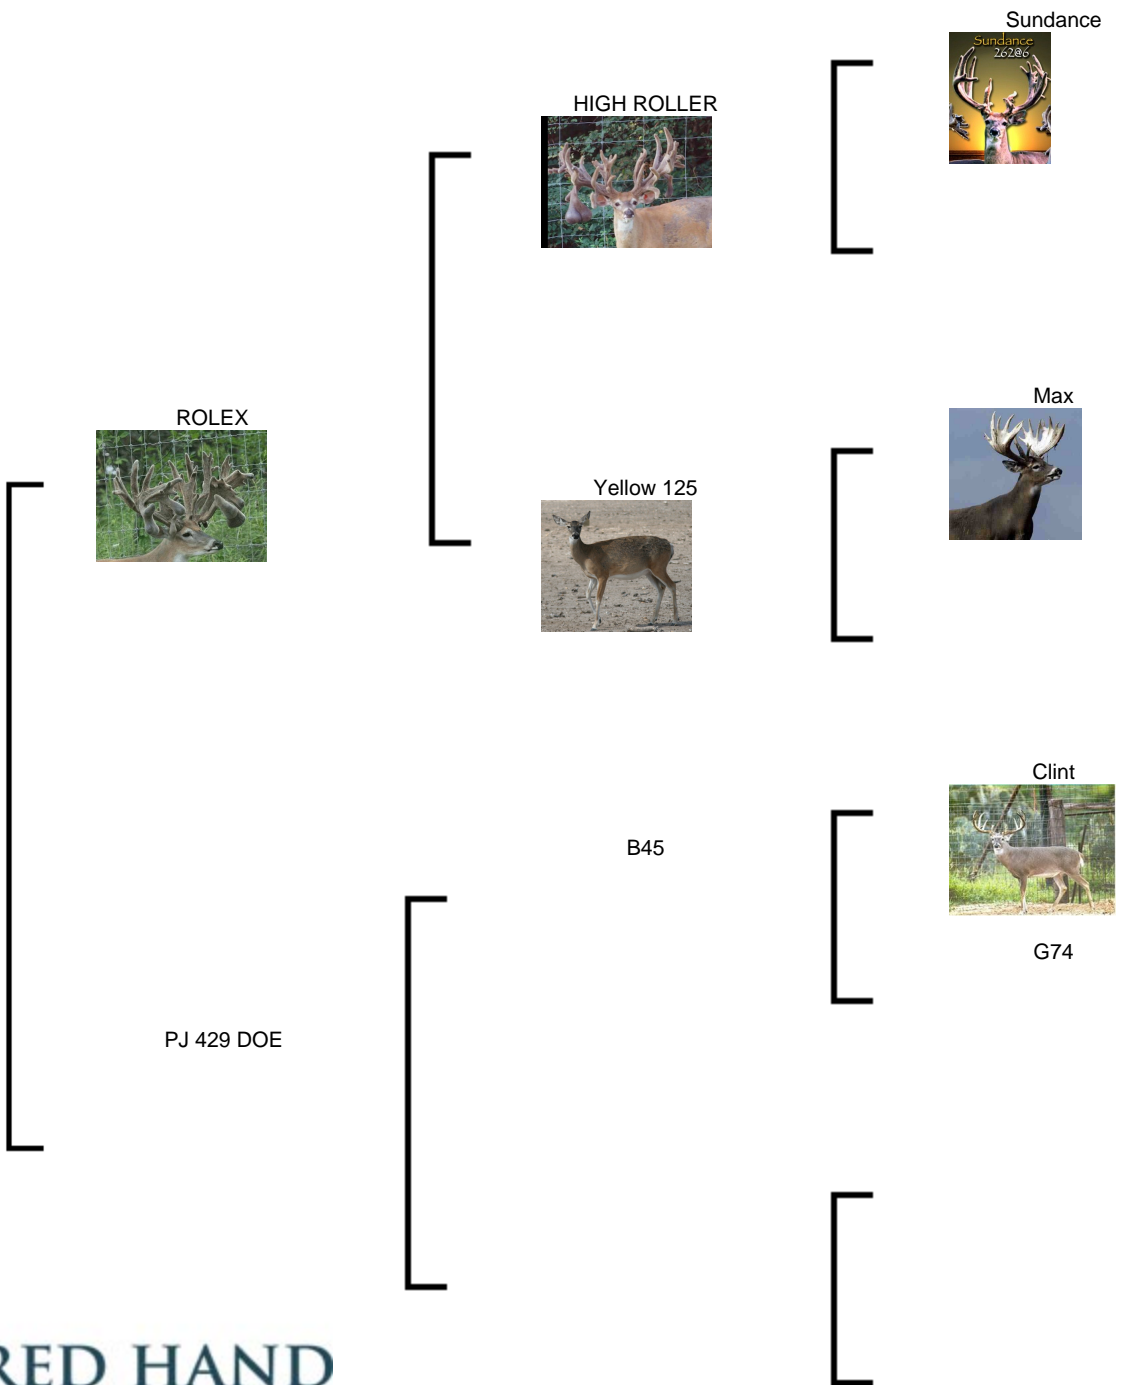 Sundance
Sundance
262@6
HIGH ROLLER
Max
ROLEX
Yellow 125
Clint
B45
G74
PJ 429 DOE
RED HAND